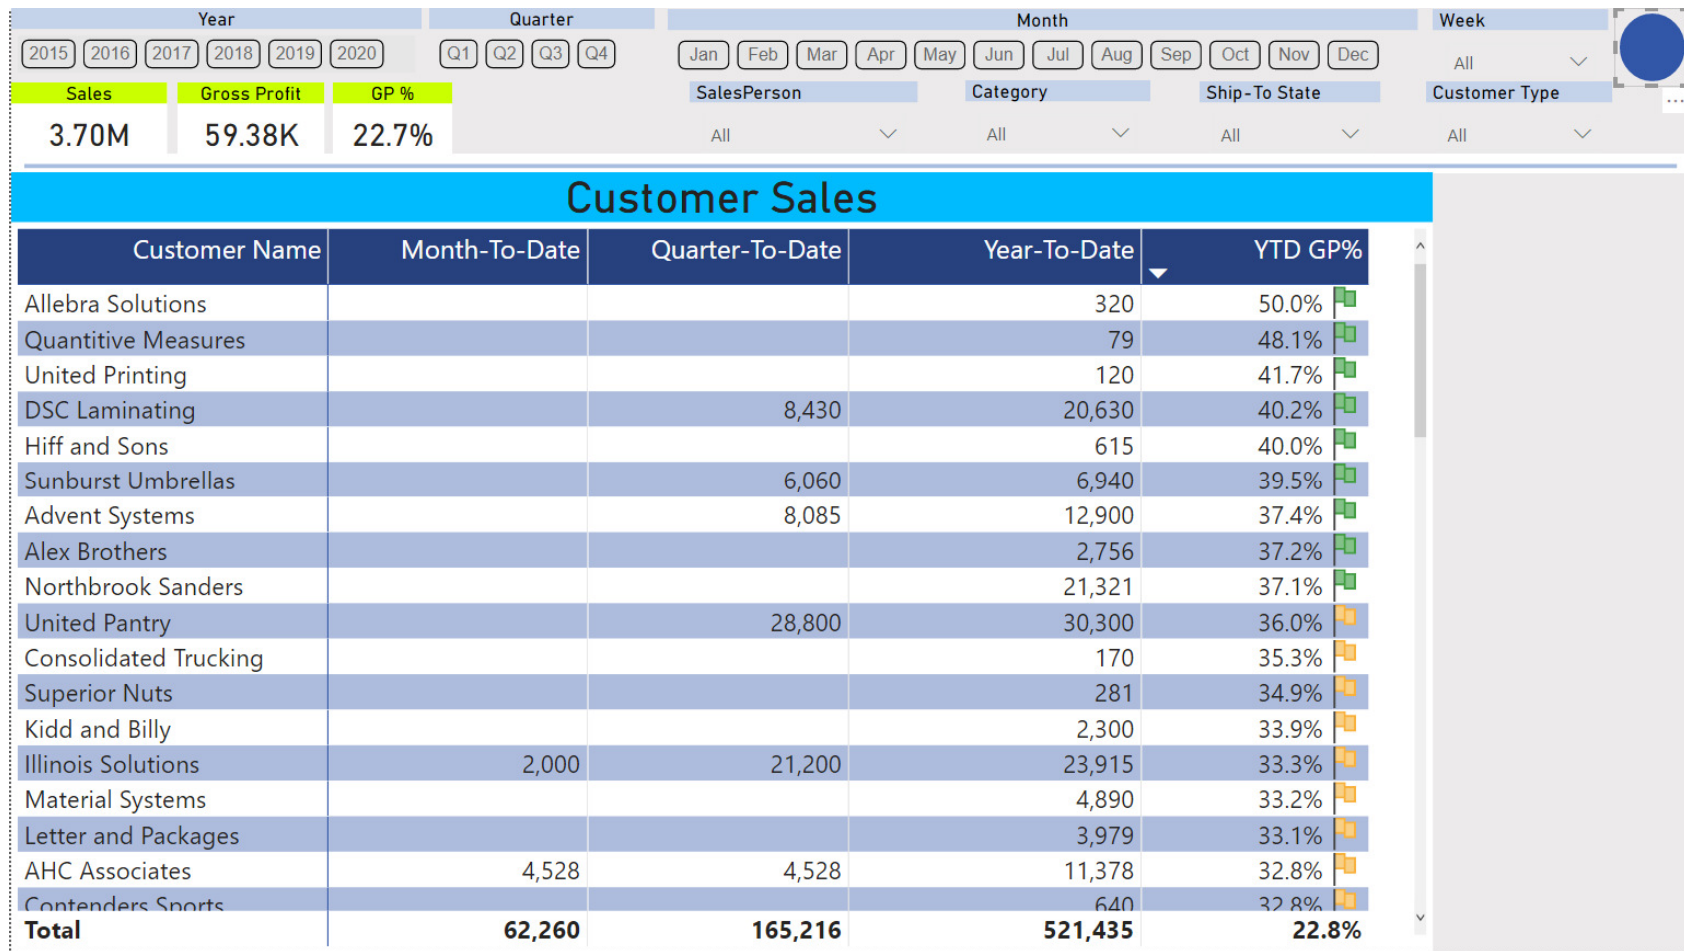 Year Quarter Month Week
2015 2016 2017 2018 2019 2020 Q1 Q2 Q3 Q4 Jan Feb Mar Apr May Jun Jul Aug Sep Oct Nov Dec All
Sales Gross Profit GP % SalesPerson Category Ship-To State Customer Type
3.70M 59.38K 22.7% All All All All
Customer Sales
Customer Name Month-To-Date Quarter-To-Date Year-To-Date YTD GP%
Allebra Solutions 320 50.0%
Quantitive Measures 79 48.1%
United Printing 120 41.7%
DSC Laminating 8,430 20,630 40.2%
Hiff and Sons 615 40.0%
Sunburst Umbrellas 6,060 6,940 39.5%
Advent Systems 8,085 12,900 37.4%
Alex Brothers 2,756 37.2%
Northbrook Sanders 21,321 37.1%
United Pantry 28,800 30,300 36.0%
Consolidated Trucking 170 35.3%
Superior Nuts 281 34.9%
Kidd and Billy 2,300 33.9%
Illinois Solutions 2,000 21,200 23,915 33.3%
Material Systems 4,890 33.2%
Letter and Packages 3,979 33.1%
AHC Associates 4,528 4,528 11,378 32.8%
Contenders Sports 640 32.8%
Total 62,260 165,216 521,435 22.8%